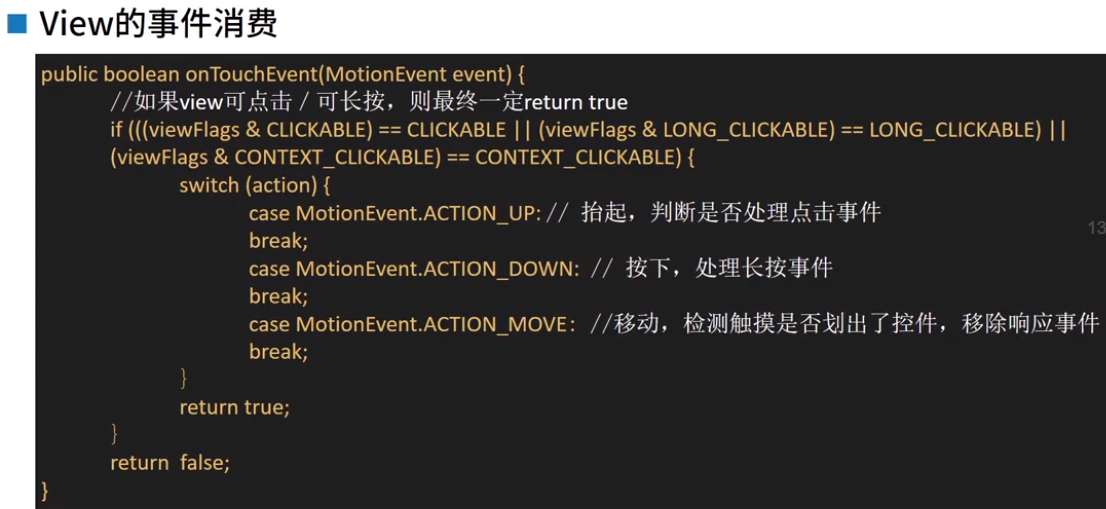 View的事件消费
public boolean onTouchEvent(MotionEvent event) {
//如果view可点击 / 可长按，则最终一定return true
if (((viewFlags & CLICKABLE) == CLICKABLE || (viewFlags & LONG_CLICKABLE) == LONG_CLICKABLE) ||
(viewFlags & CONTEXT_CLICKABLE) == CONTEXT_CLICKABLE) {
switch (action) {
case MotionEvent.ACTION_UP: // 抬起，判断是否处理点击事件
break;
case MotionEvent.ACTION_DOWN: // 按下，处理长按事件
break;
case MotionEvent.ACTION_MOVE: //移动，检测触摸是否划出了控件，移除响应事件
break;
}
return true;
}
return false;
}
13